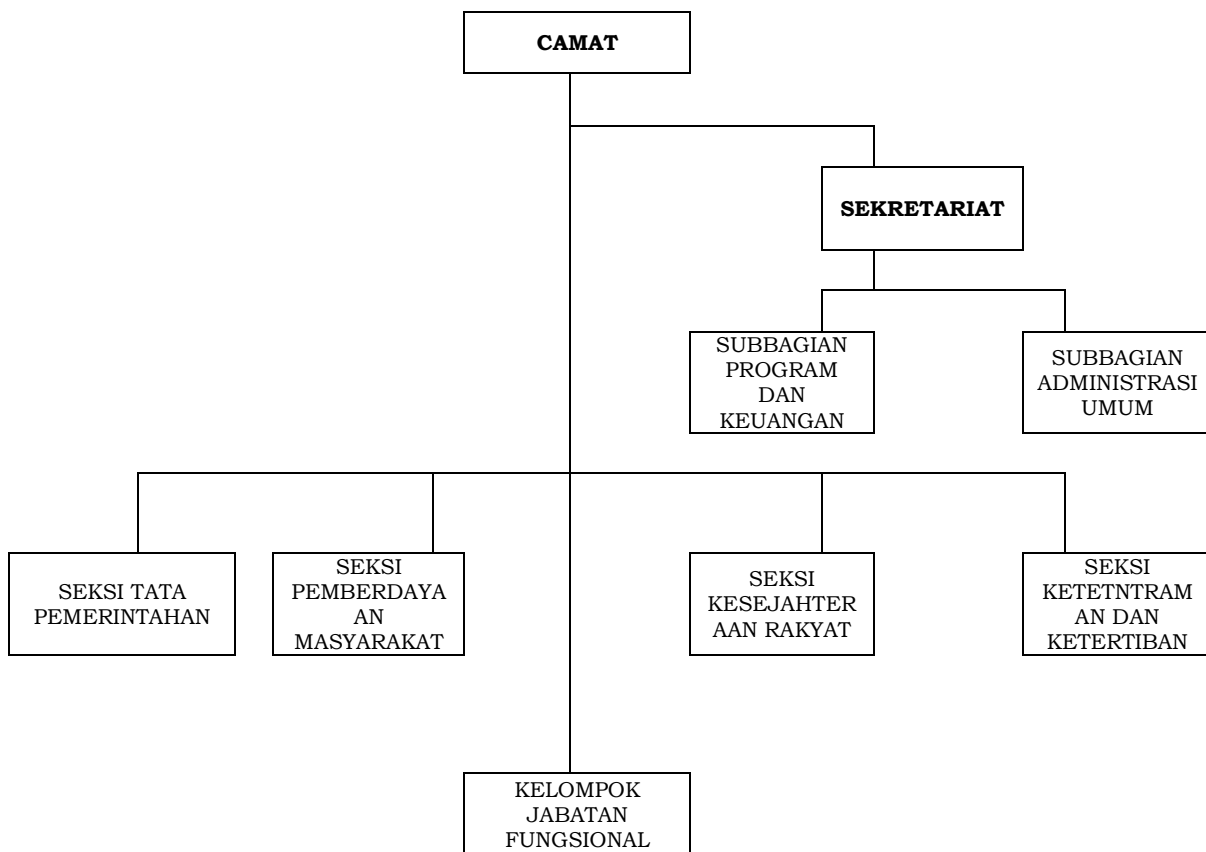 CAMAT
SEKRETARIAT
SUBBAGIAN
PROGRAM
DAN
KEUANGAN
SUBBAGIAN
ADMINISTRASI
UMUM
SEKSI TATA
PEMERINTAHAN
SEKSI
PEMBERDAYA
AN
MASYARAKAT
SEKSI
KESEJAHTER
AAN RAKYAT
SEKSI
KETETNTRAM
AN DAN
KETERTIBAN
KELOMPOK
JABATAN
FUNGSIONAL